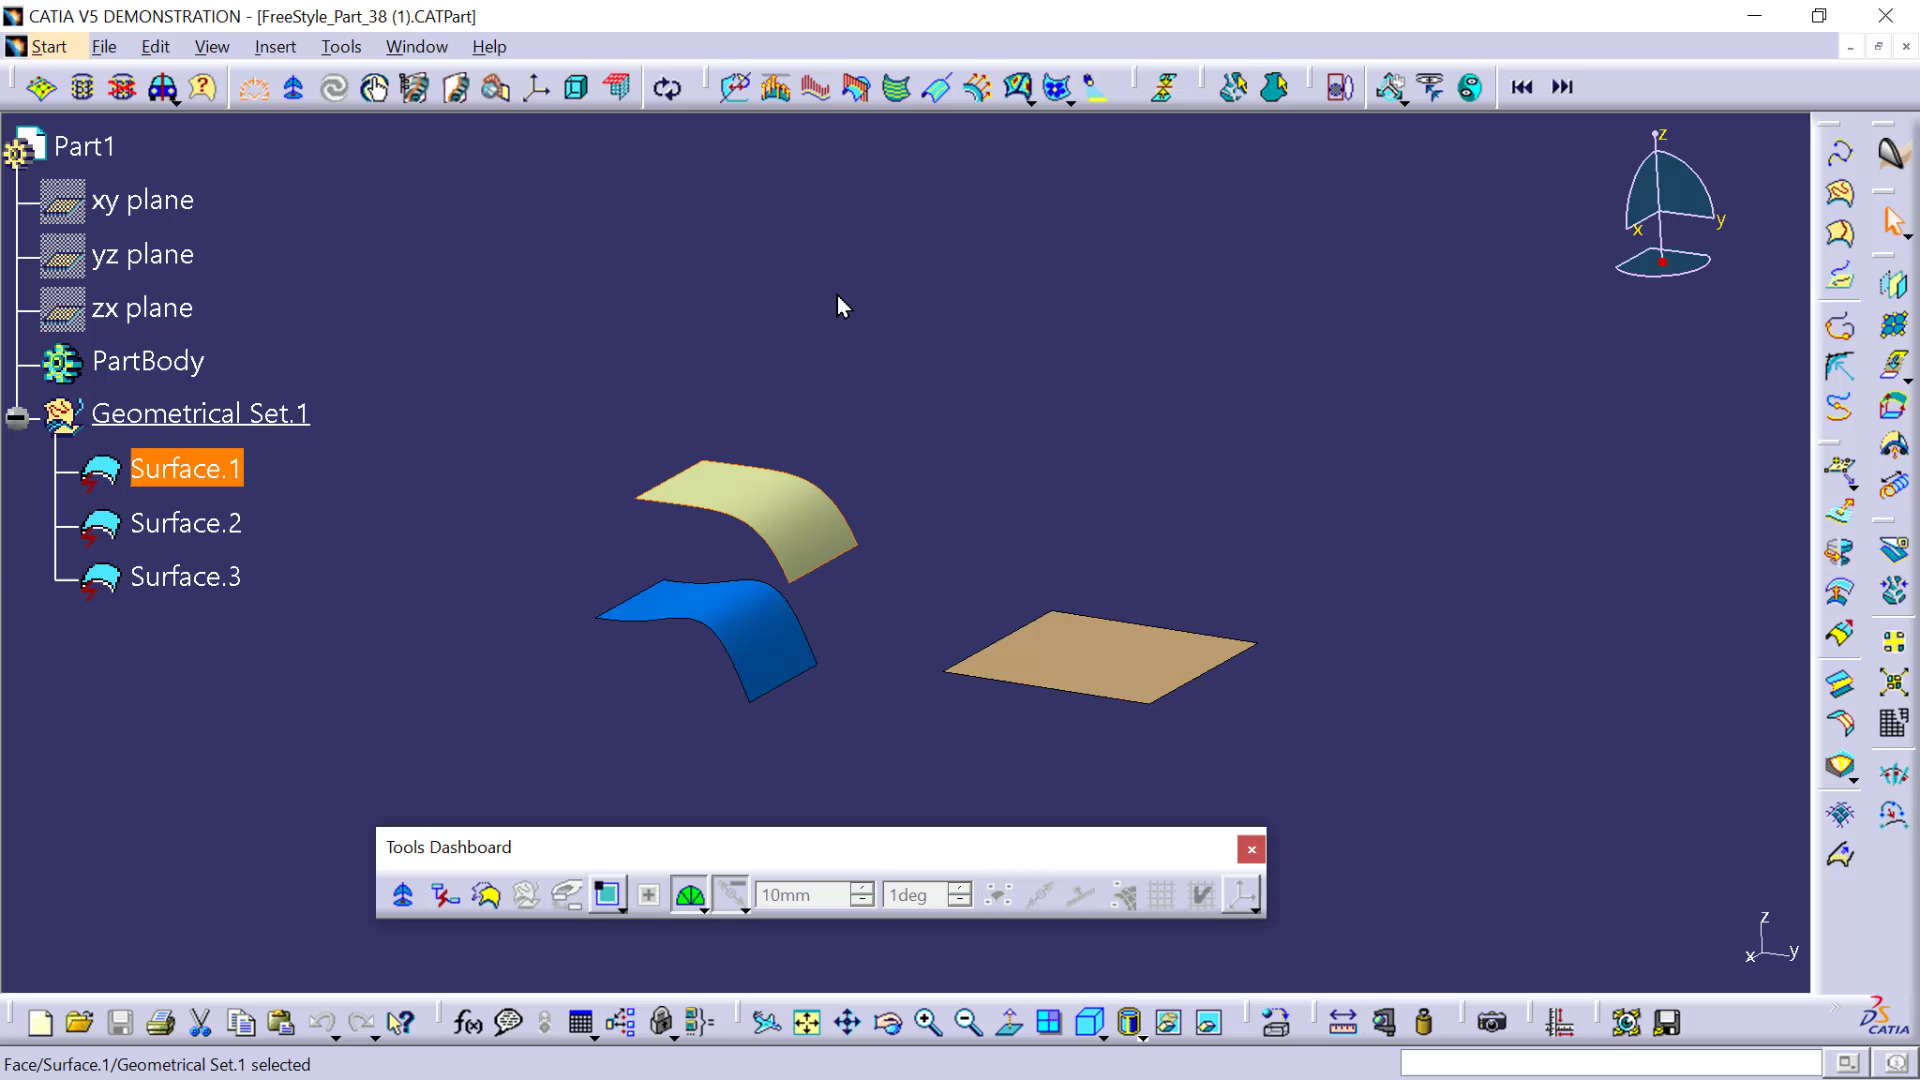 CATIA V5 DEMONSTRATION - [FreeStyle_Part_38 (1).CATPart]
Start File Edit View Insert Tools Window Help
Part1
xy plane
yz plane
zx plane
PartBody
Geometrical Set.1
Surface.1
Surface.2
Surface.3
z
y
x
Tools Dashboard
10mm 1deg
z
x y
f(x)
CATIA
Face/Surface.1/Geometrical Set.1 selected